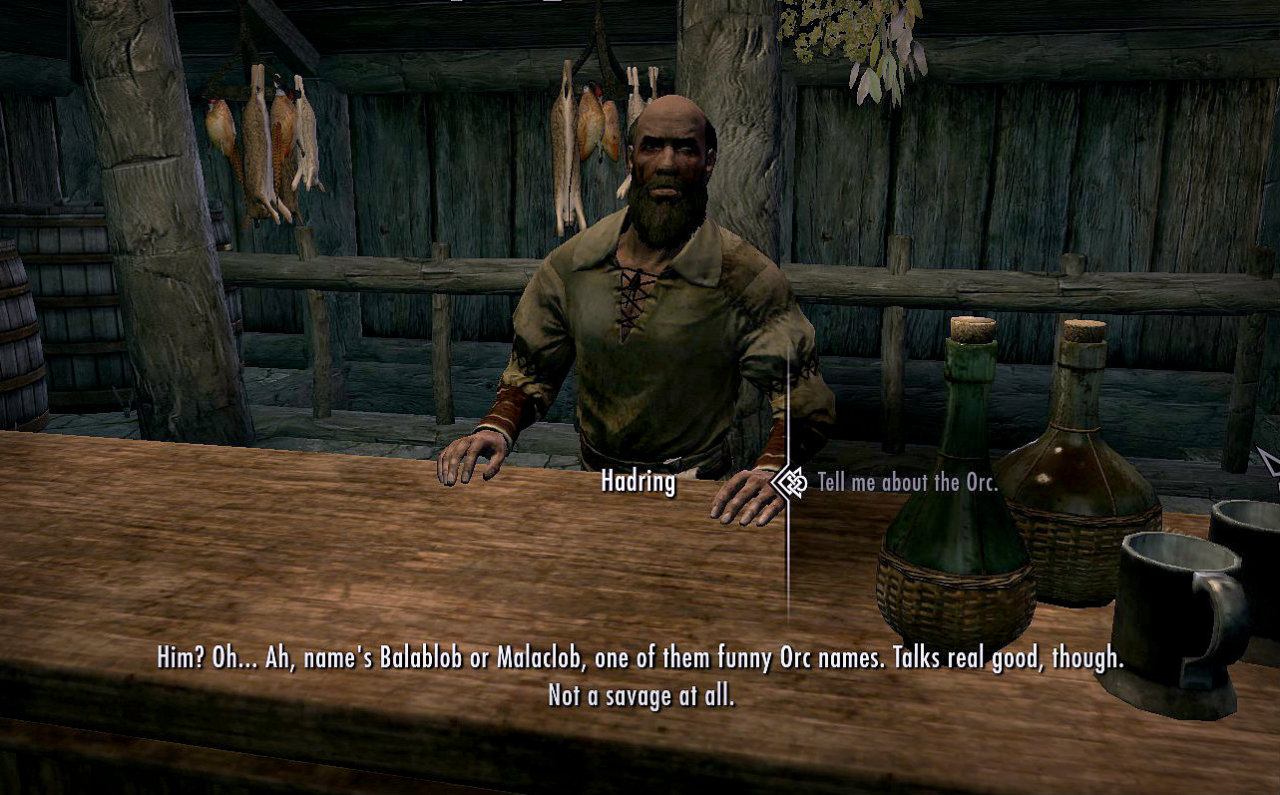 Hadring
Tell me about the Orc.
Him? Oh... Ah, name's Balablob or Malaclob, one of them funny Orc names. Talks real good, though.
Not a savage at all.